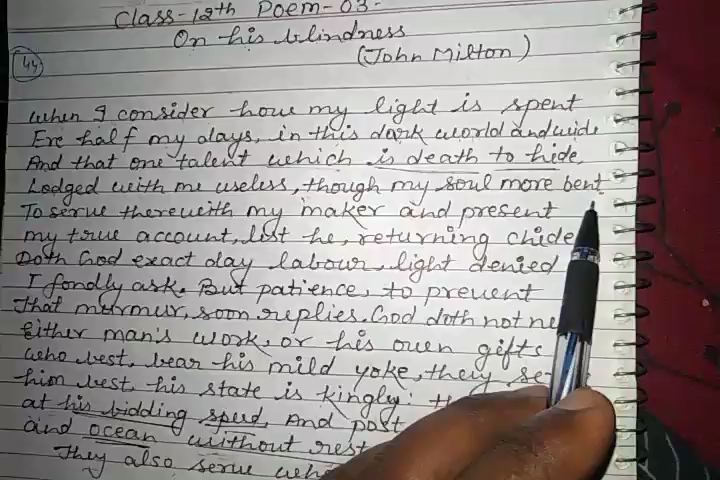 Class-12th Poem-03-
On his blindness
(John Milton)
44
When I consider how my light is spent
Ere half my days, in this dark world and wide
And that one talent which is death to hide
Lodged with me useless, though my soul more bent
To serve therewith my maker and present
my true account, lest he, returning chide
Doth God exact day labour, light denied
I fondly ask. But patience, to prevent
That murmur, soon replies. God doth not ne
Either man's work, or his own gifts
who best, bear his mild yoke, they se
him best, his state is kingly: th
at his bidding speed, And post
and ocean without rest
They also serve who